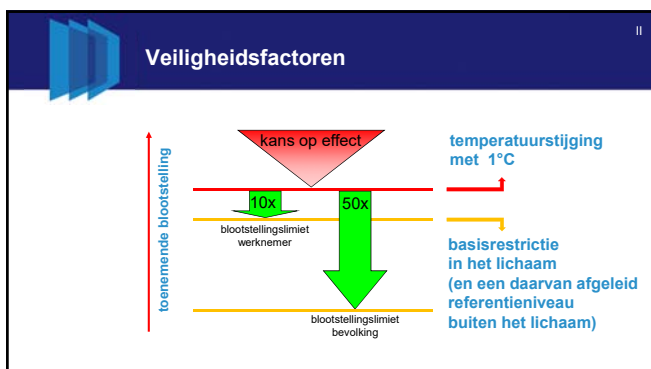 II
Veiligheidsfactoren
toenemende blootstelling
kans op effect
temperatuurstijging
met 1°C
10x
50x
blootstellingslimiet
werknemer
basisrestrictie
in het lichaam
(en een daarvan afgeleid
referentieniveau
buiten het lichaam)
blootstellingslimiet
bevolking